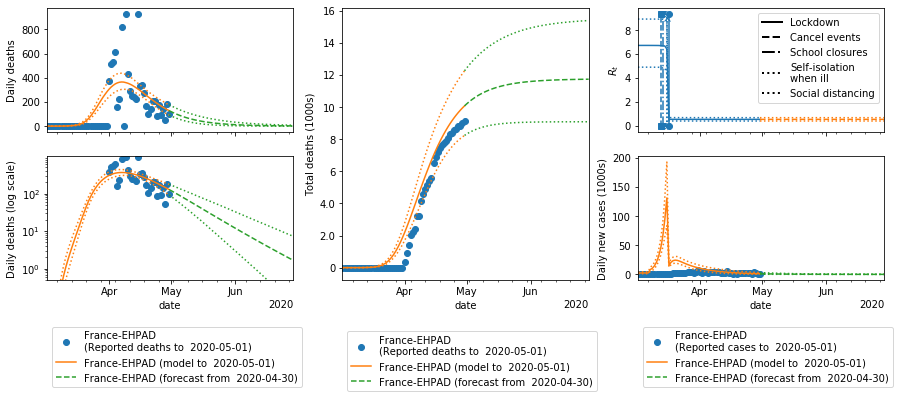 Daily deaths
800
600
400
200
0
Daily deaths (log scale)
10²
10¹
10⁰
Apr
May
Jun
date
2020
France-EHPAD
(Reported deaths to  2020-05-01)
France-EHPAD (model to  2020-05-01)
France-EHPAD (forecast from  2020-04-30)
Total deaths (1000s)
16
14
12
10
8.0
6.0
4.0
2.0
0
Apr
May
Jun
date
2020
France-EHPAD
(Reported deaths to  2020-05-01)
France-EHPAD (model to  2020-05-01)
France-EHPAD (forecast from  2020-04-30)
Rt
8
6
4
2
0
Lockdown
Cancel events
School closures
Self-isolation
when ill
Social distancing
Daily new cases (1000s)
200
150
100
50
0
Apr
May
Jun
date
2020
France-EHPAD
(Reported cases to  2020-05-01)
France-EHPAD (model to  2020-05-01)
France-EHPAD (forecast from  2020-04-30)